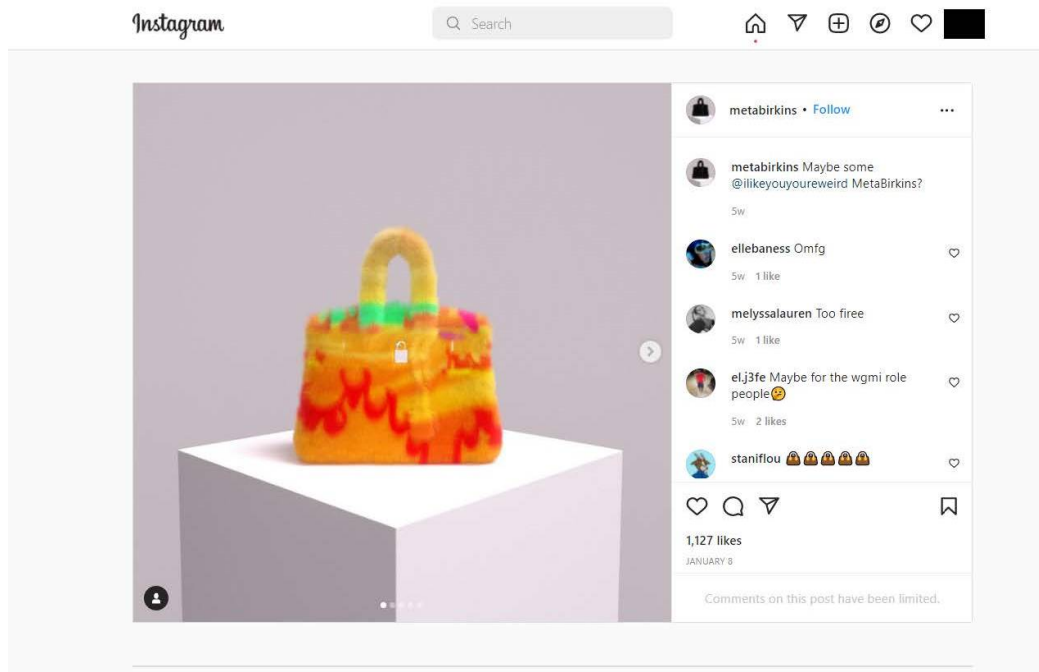 Instagram
Search
metabirkins • Follow
metabirkins Maybe some
@ilikeyouyoureweird MetaBirkins?
5w
ellebaness Omfg
5w 1 like
melyssalauren Too firee
5w 1 like
el.j3fe Maybe for the wgmi role
people🤔
5w 2 likes
staniflou 👜👜👜👜👜
1,127 likes
JANUARY 8
Comments on this post have been limited.